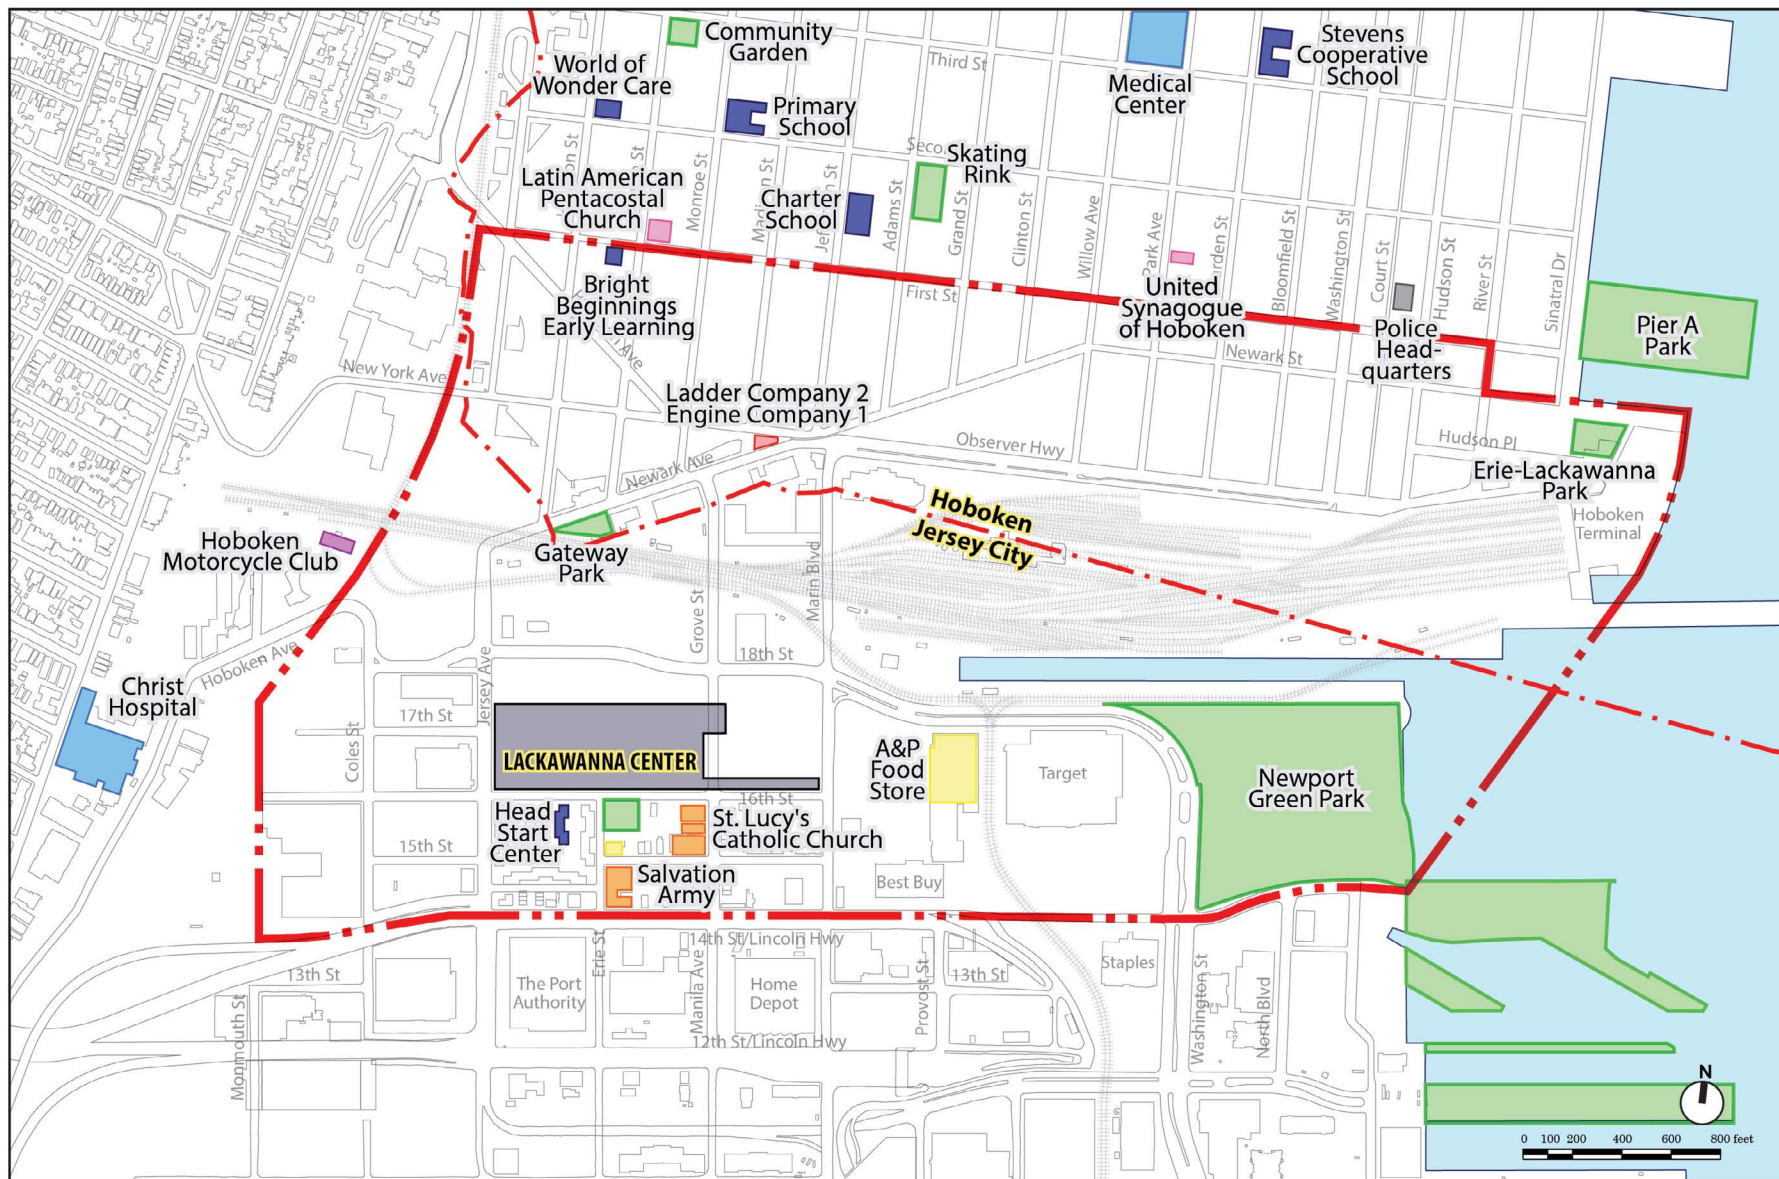 Community
Garden
Third St
Stevens
Cooperative
School
World of
Wonder Care
Medical
Center
Primary
School
Skating
Rink
Latin American
Pentacostal
Church
Monroe St
Charter
School
Adams St
Grand St
Clinton St
Willow Ave
Park Ave
Bloomfield St
Washington St
Court St
Hudson St
River St
Sinatral Dr
Bright
Beginnings
Early Learning
First St
United
Synagogue
of Hoboken
Police
Head-
quarters
Pier A
Park
Newark St
New York Ave
Ladder Company 2
Engine Company 1
Observer Hwy
Hudson Pl
Newark Ave
Erie-Lackawanna
Park
Hoboken
Jersey City
Hoboken
Terminal
Hoboken
Motorcycle Club
Gateway
Park
Marin Blvd
Grove St
18th St
Hoboken Ave
Jersey Ave
Christ
Hospital
17th St
Coles St
LACKAWANNA CENTER
A&P
Food
Store
Target
Newport
Green Park
16th St
Head
Start
Center
St. Lucy's
Catholic Church
15th St
Salvation
Army
Best Buy
14th St/Lincoln Hwy
Erie St
Manila Ave
13th St
The Port
Authority
Home
Depot
Provost St
13th St
Staples
Washington St
North Blvd
Monmouth St
12th St/Lincoln Hwy
N
0 100 200 400 600 800 feet